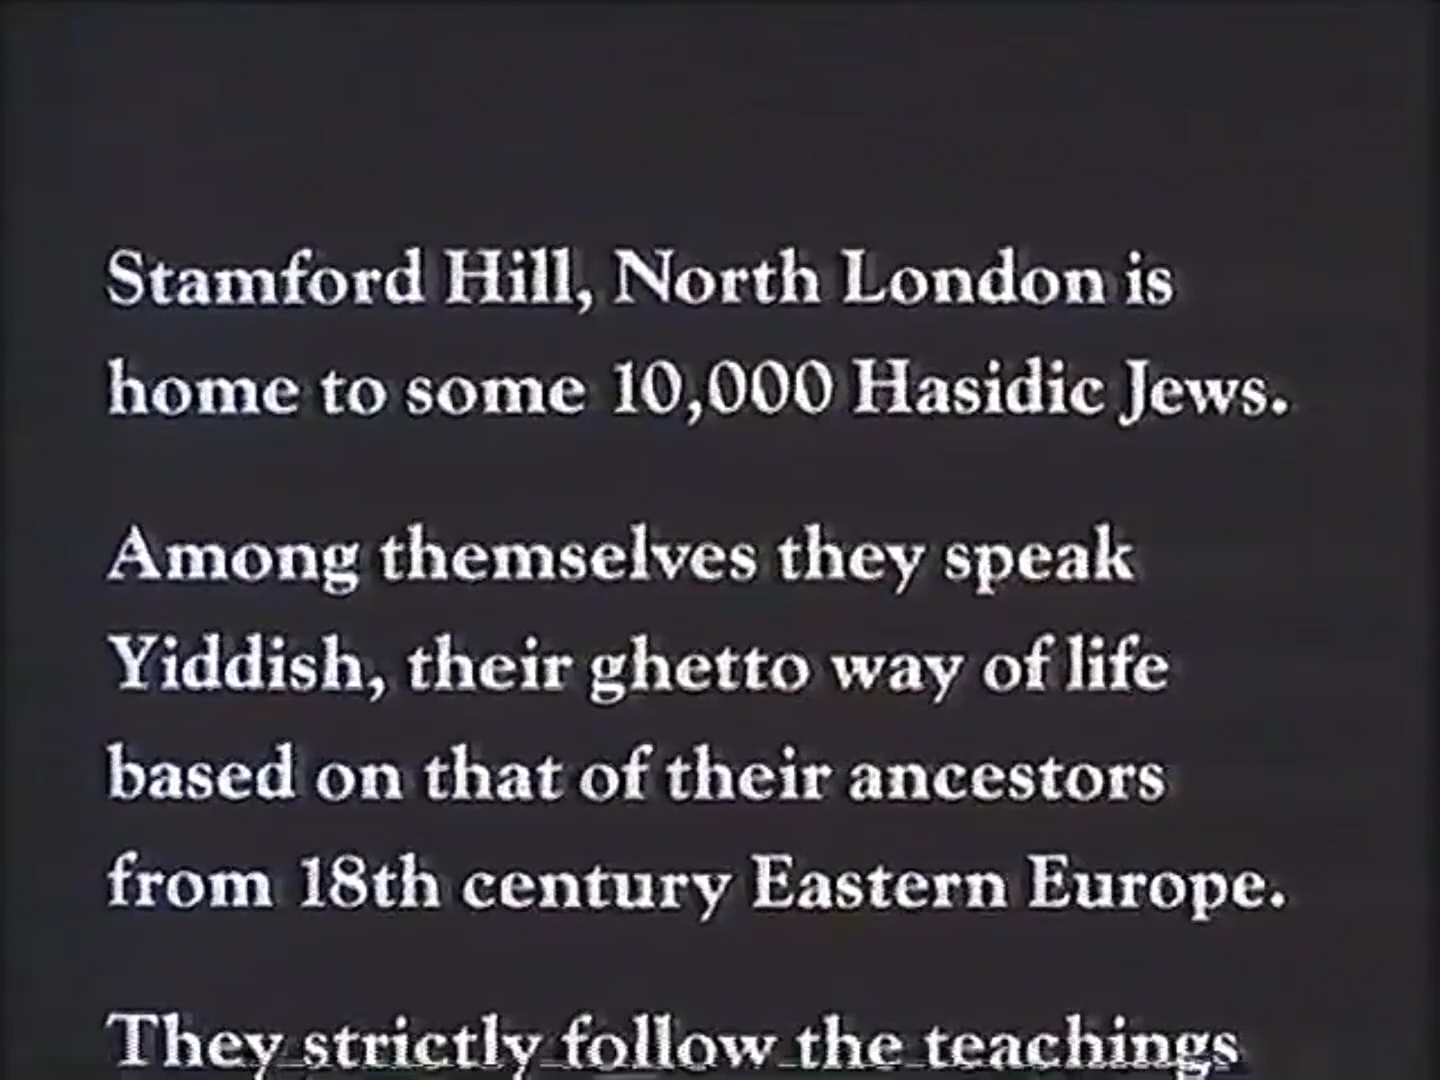 Stamford Hill, North London is
home to some 10,000 Hasidic Jews.
Among themselves they speak
Yiddish, their ghetto way of life
based on that of their ancestors
from 18th century Eastern Europe.
They strictly follow the teachings